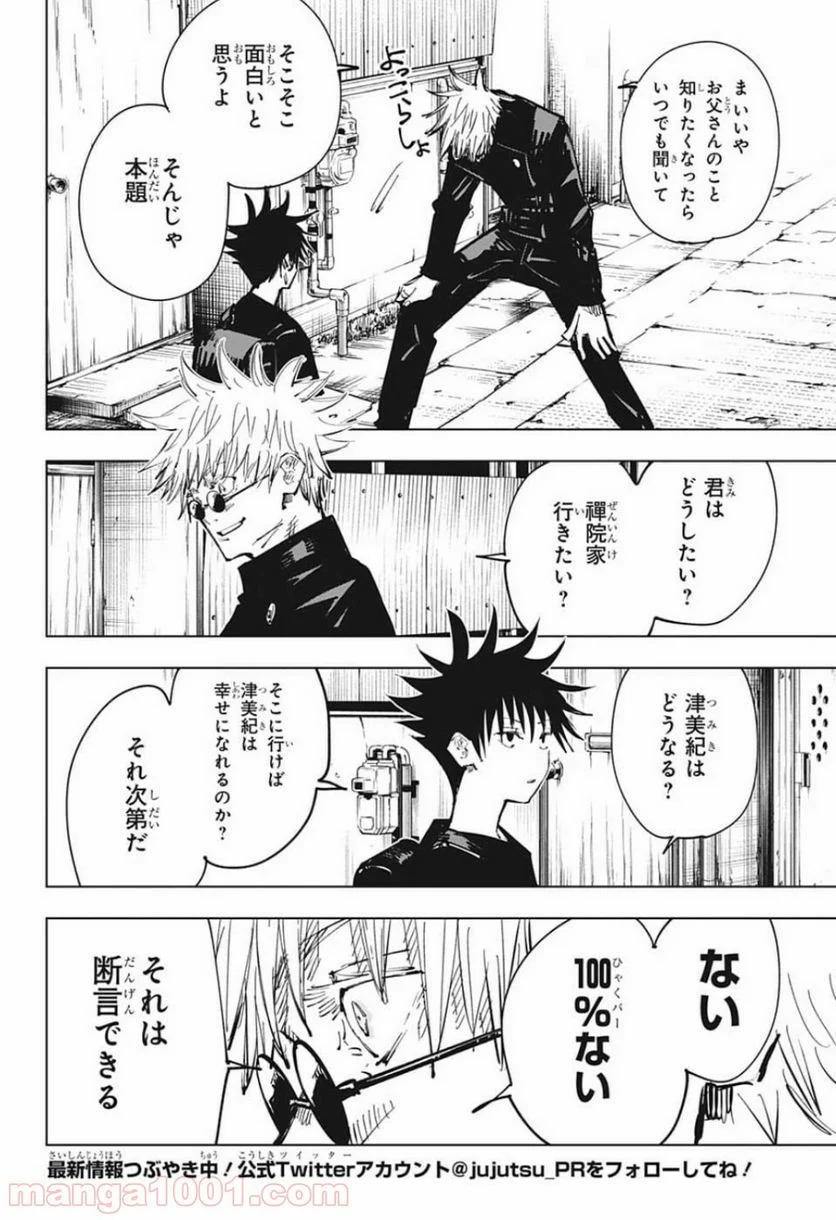 まいいや
お父さんのこと
知りたくなったら
いつでも聞いて
よっこらしょ
そこそこ
面白いと
思うよ
そんじゃ
本題
君は
どうしたい?
禪院家
行きたい?
津美紀は
どうなる?
そこに行けば
津美紀は
幸せになれるのか?
それ次第だ
ない
100%ない
それは
断言できる
最新情報つぶやき中!公式Twitterアカウント@jujutsu_PRをフォローしてね!
manga1000.com